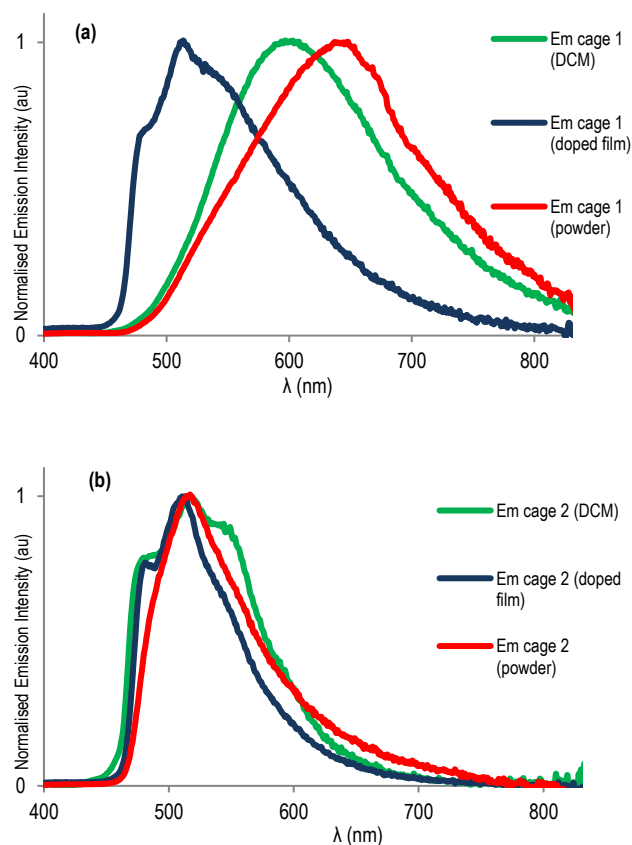 (a)
1
Normalised Emission Intensity (au)
0
400
500
600
700
800
λ (nm)
Em cage 1
(DCM)
Em cage 1
(doped film)
Em cage 1
(powder)
(b)
1
Normalised Emission Intensity (au)
0
400
500
600
700
800
λ (nm)
Em cage 2 (DCM)
Em cage 2 (doped
film)
Em cage 2
(powder)